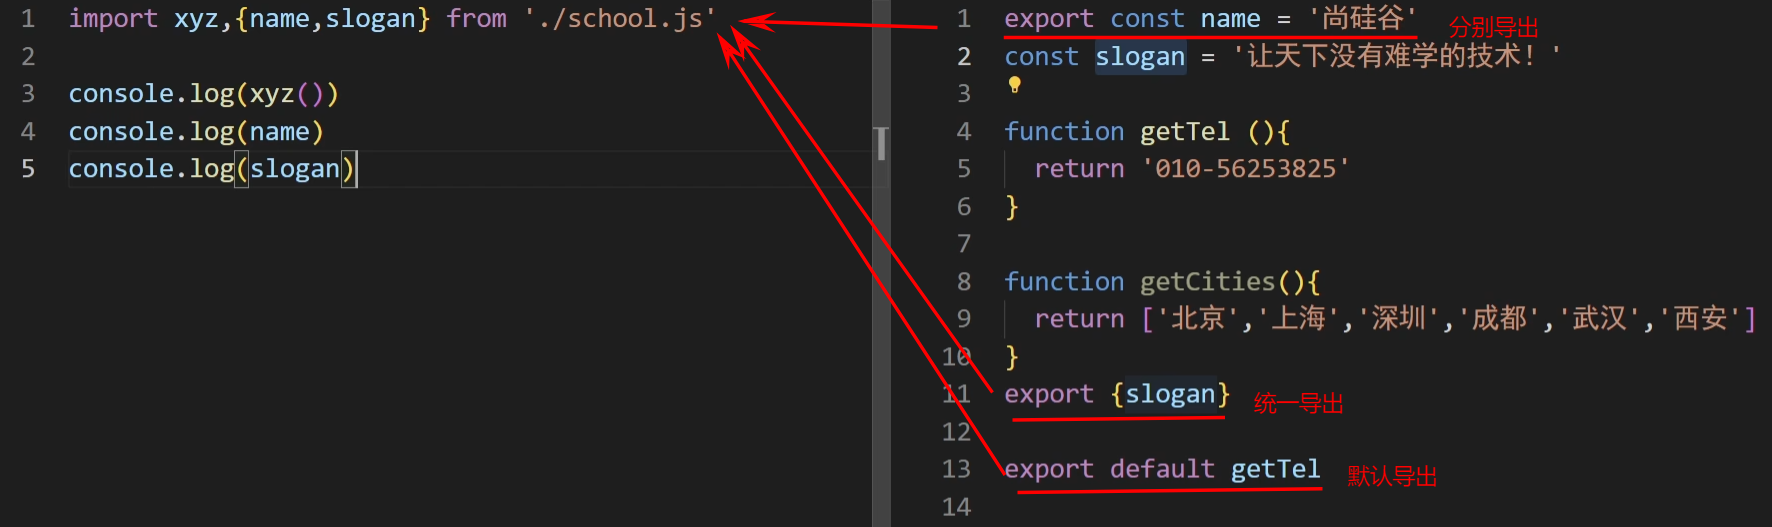 1 import xyz,{name,slogan} from './school.js'
2
3 console.log(xyz())
4 console.log(name)
5 console.log(slogan)
1 export const name = '尚硅谷' 分别导出
2 const slogan = '让天下没有难学的技术！'
3
4 function getTel (){
5 return '010-56253825'
6 }
7
8 function getCities(){
9 return ['北京','上海','深圳','成都','武汉','西安']
10 }
11 export {slogan} 统一导出
12
13 export default getTel 默认导出
14